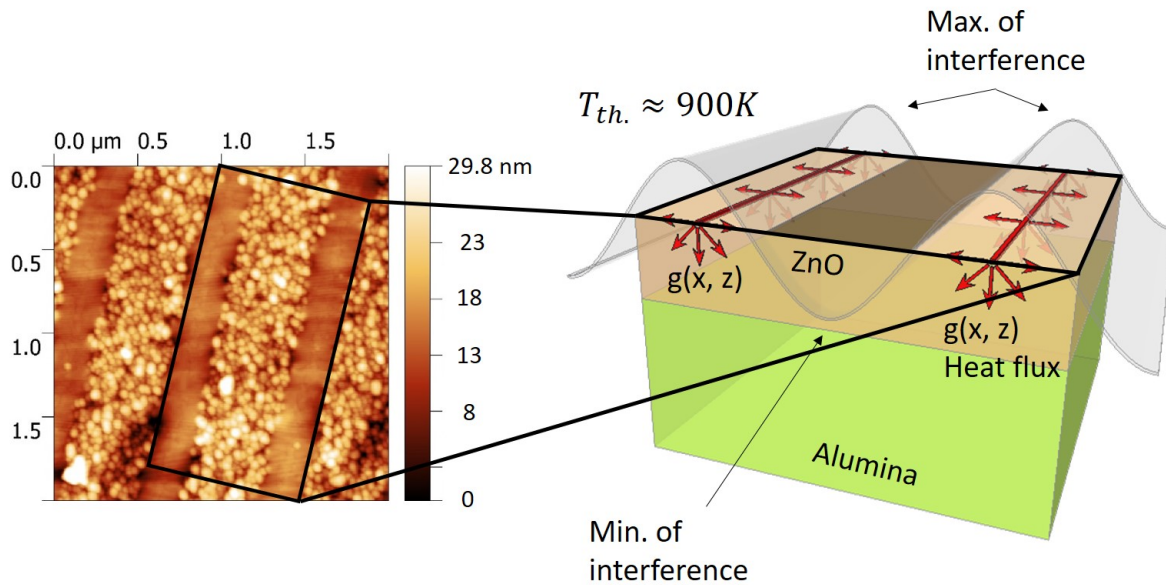 Max. of
interference
T_th. ≈ 900K
0.0 μm 0.5 1.0 1.5
0.0
0.5
1.0
1.5
29.8 nm
23
18
13
8
0
g(x, z)
ZnO
g(x, z)
Heat flux
Alumina
Min. of
interference